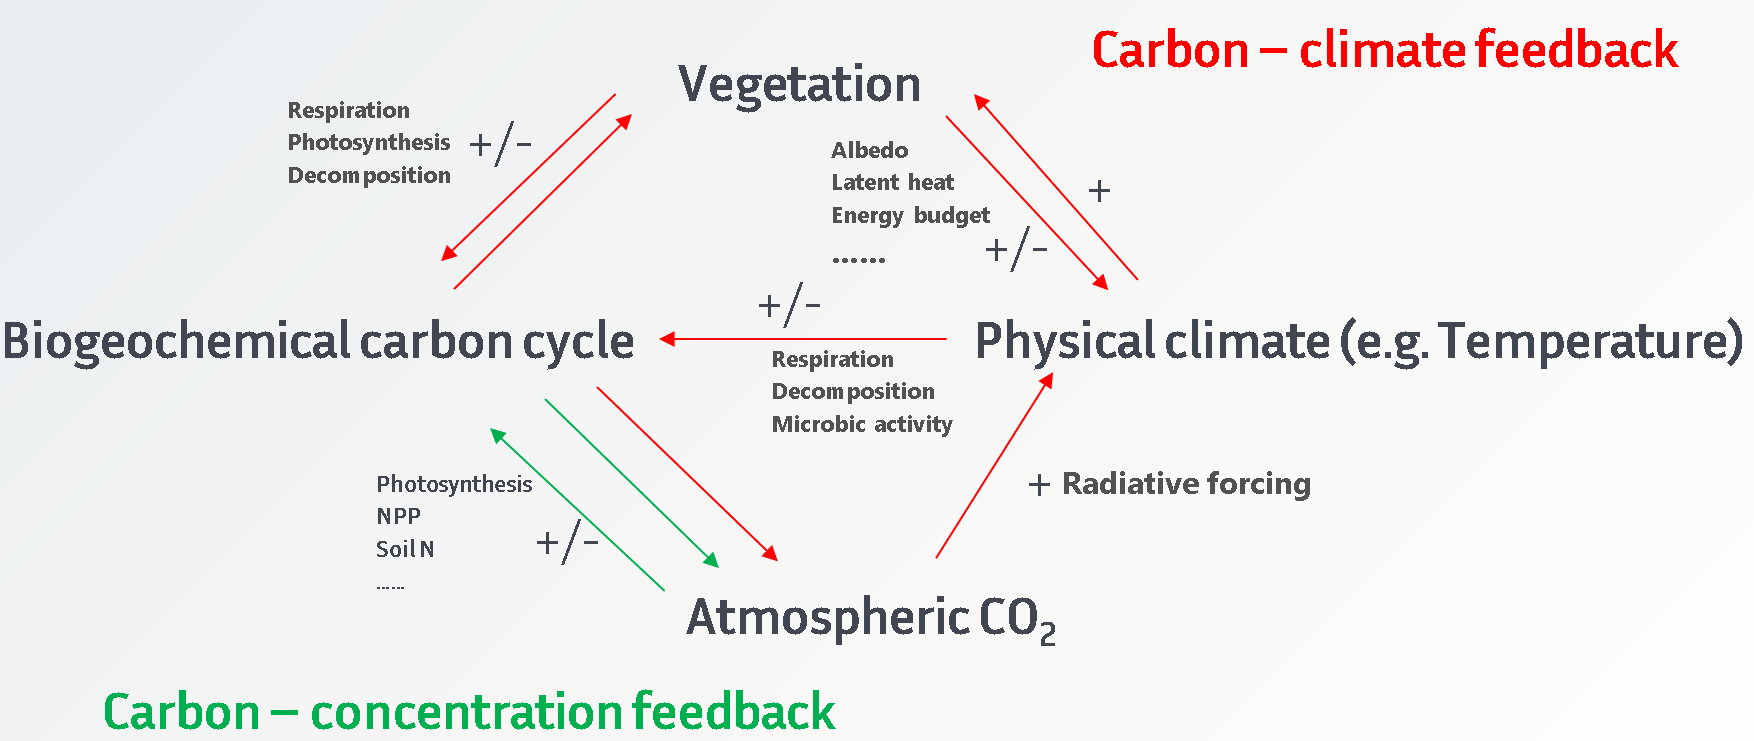 Carbon – climate feedback
Vegetation
Respiration
Photosynthesis
Decomposition
+/-
Albedo
Latent heat
Energy budget
......
+/-
+
+/-
Biogeochemical carbon cycle
Physical climate (e.g. Temperature)
Respiration
Decomposition
Microbic activity
Photosynthesis
NPP
Soil N
......
+/-
+ Radiative forcing
Atmospheric CO₂
Carbon – concentration feedback